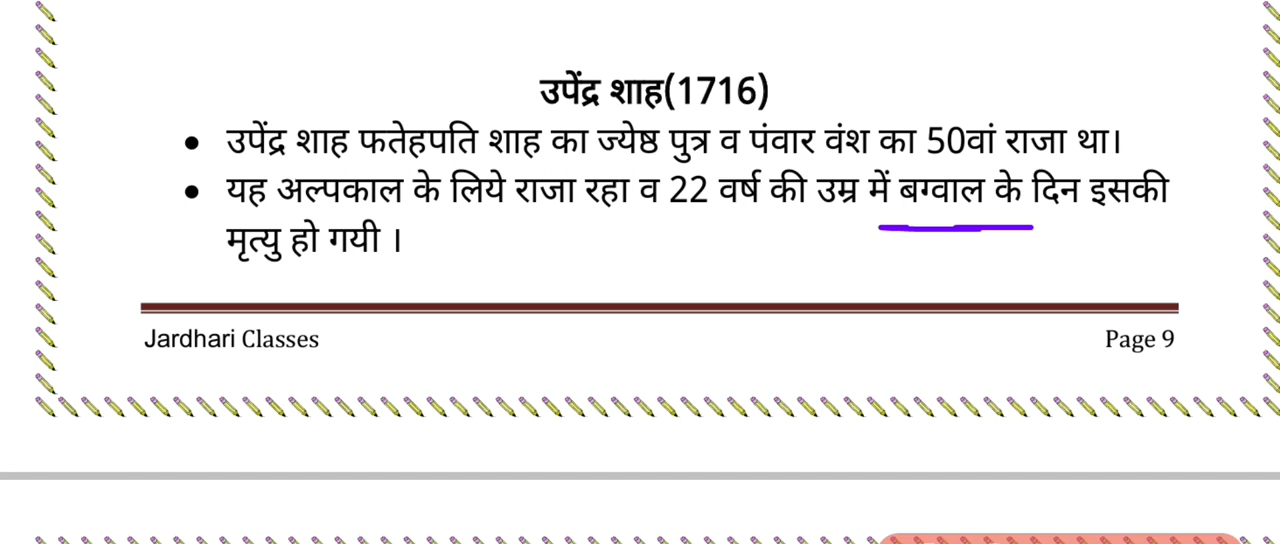 उपेंद्र शाह(1716)
• उपेंद्र शाह फतेहपति शाह का ज्येष्ठ पुत्र व पंवार वंश का 50वां राजा था।
• यह अल्पकाल के लिये राजा रहा व 22 वर्ष की उम्र में बग्वाल के दिन इसकी
मृत्यु हो गयी ।
Jardhari Classes
Page 9